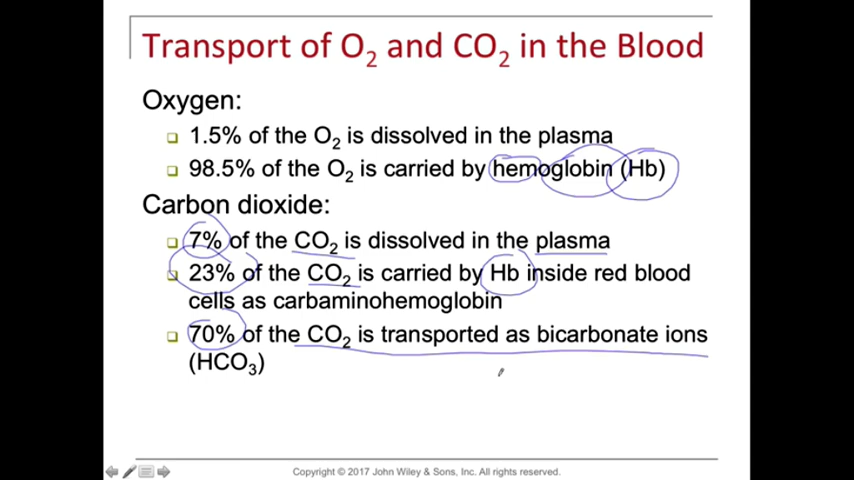 Transport of O₂ and CO₂ in the Blood
Oxygen:
1.5% of the O₂ is dissolved in the plasma
98.5% of the O₂ is carried by hemoglobin (Hb)
Carbon dioxide:
7% of the CO₂ is dissolved in the plasma
23% of the CO₂ is carried by Hb inside red blood
cells as carbaminohemoglobin
70% of the CO₂ is transported as bicarbonate ions
(HCO₃)
Copyright © 2017 John Wiley & Sons, Inc. All rights reserved.